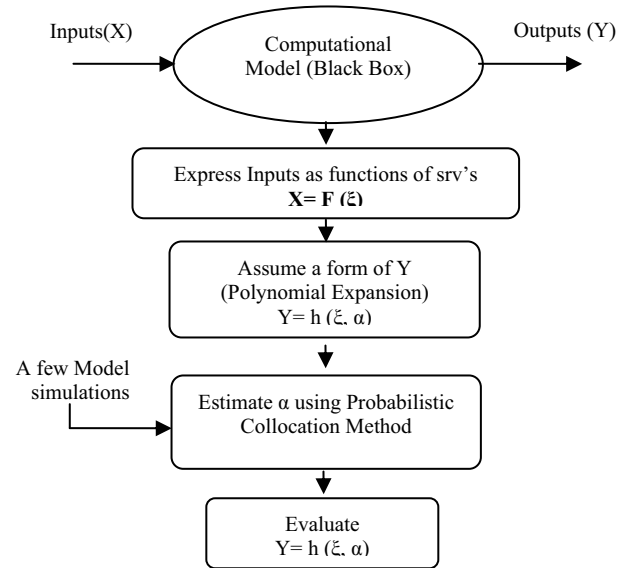 Inputs(X)
Computational
Model (Black Box)
Outputs (Y)
Express Inputs as functions of srv's
X= F (ξ)
Assume a form of Y
(Polynomial Expansion)
Y= h (ξ, α)
A few Model
simulations
Estimate α using Probabilistic
Collocation Method
Evaluate
Y= h (ξ, α)